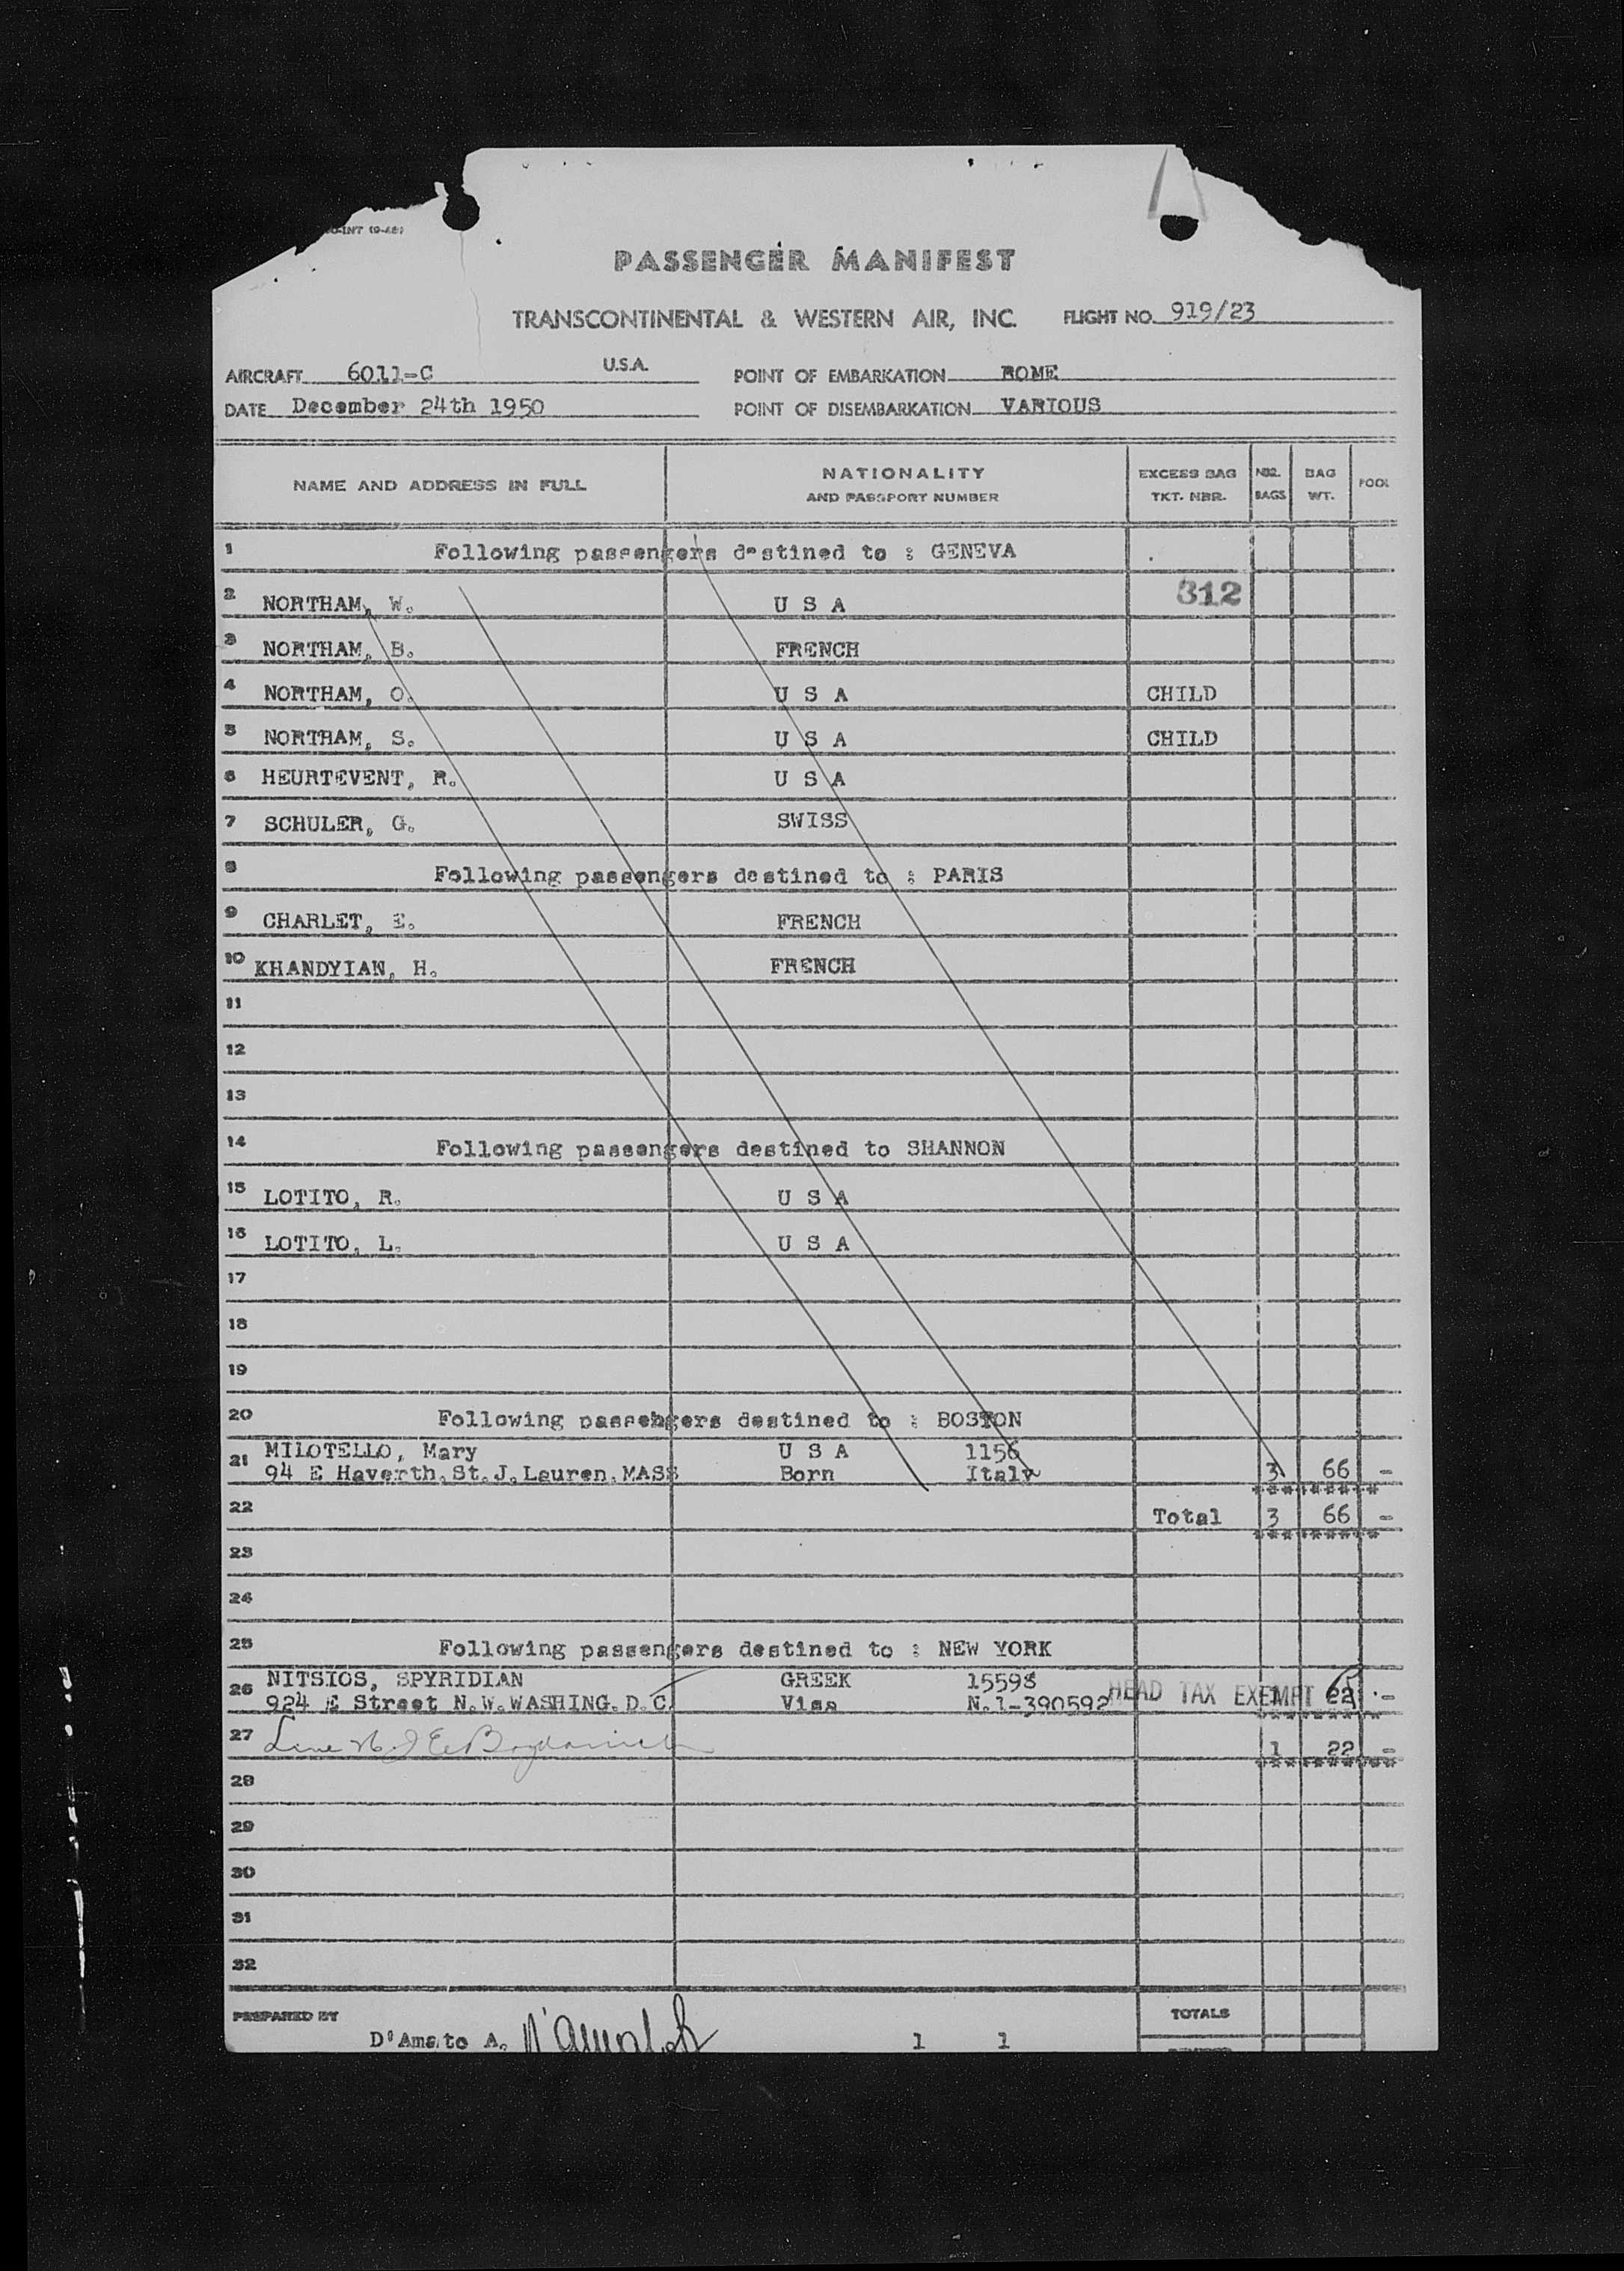 O-INT (9-48)
PASSENGER MANIFEST
TRANSCONTINENTAL & WESTERN AIR, INC. FLIGHT NO. 919/23
AIRCRAFT 6011-C U.S.A. POINT OF EMBARKATION ROME
DATE December 24th 1950 POINT OF DISEMBARKATION VARIOUS
NAME AND ADDRESS IN FULL NATIONALITY AND PASSPORT NUMBER EXCESS BAG TKT. NBR. NBR. BAGS BAG WT. POOL
1 Following passengers destined to : GENEVA
2 NORTHAM, W. U S A 312
3 NORTHAM, B. FRENCH
4 NORTHAM, O. U S A CHILD
5 NORTHAM, S. U S A CHILD
6 HEURTEVENT, R. U S A
7 SCHULER, G. SWISS
8 Following passengers destined to : PARIS
9 CHARLET, E. FRENCH
10 KHANDYIAN, H. FRENCH
11
12
13
14 Following passengers destined to SHANNON
15 LOTITO, R. U S A
16 LOTITO, L. U S A
17
18
19
20 Following passehgers destined to : BOSTON
21 MILOTELLO, Mary U S A 1156
94 E Haverth.St.J.Lauren.MASS Born Italy 3 66 -
22 Total 3 66 -
23
24
25 Following passengers destined to : NEW YORK
26 NITSIOS, SPYRIDIAN GREEK 15598
924 E Street N.W.WASHING.D.C. Visa N.I-390592 HEAD TAX EXEMPT 1 22 -
27 1 22 -
28
29
30
31
32
PREPARED BY TOTALS
D'Amato A. D'Amato A 1 1